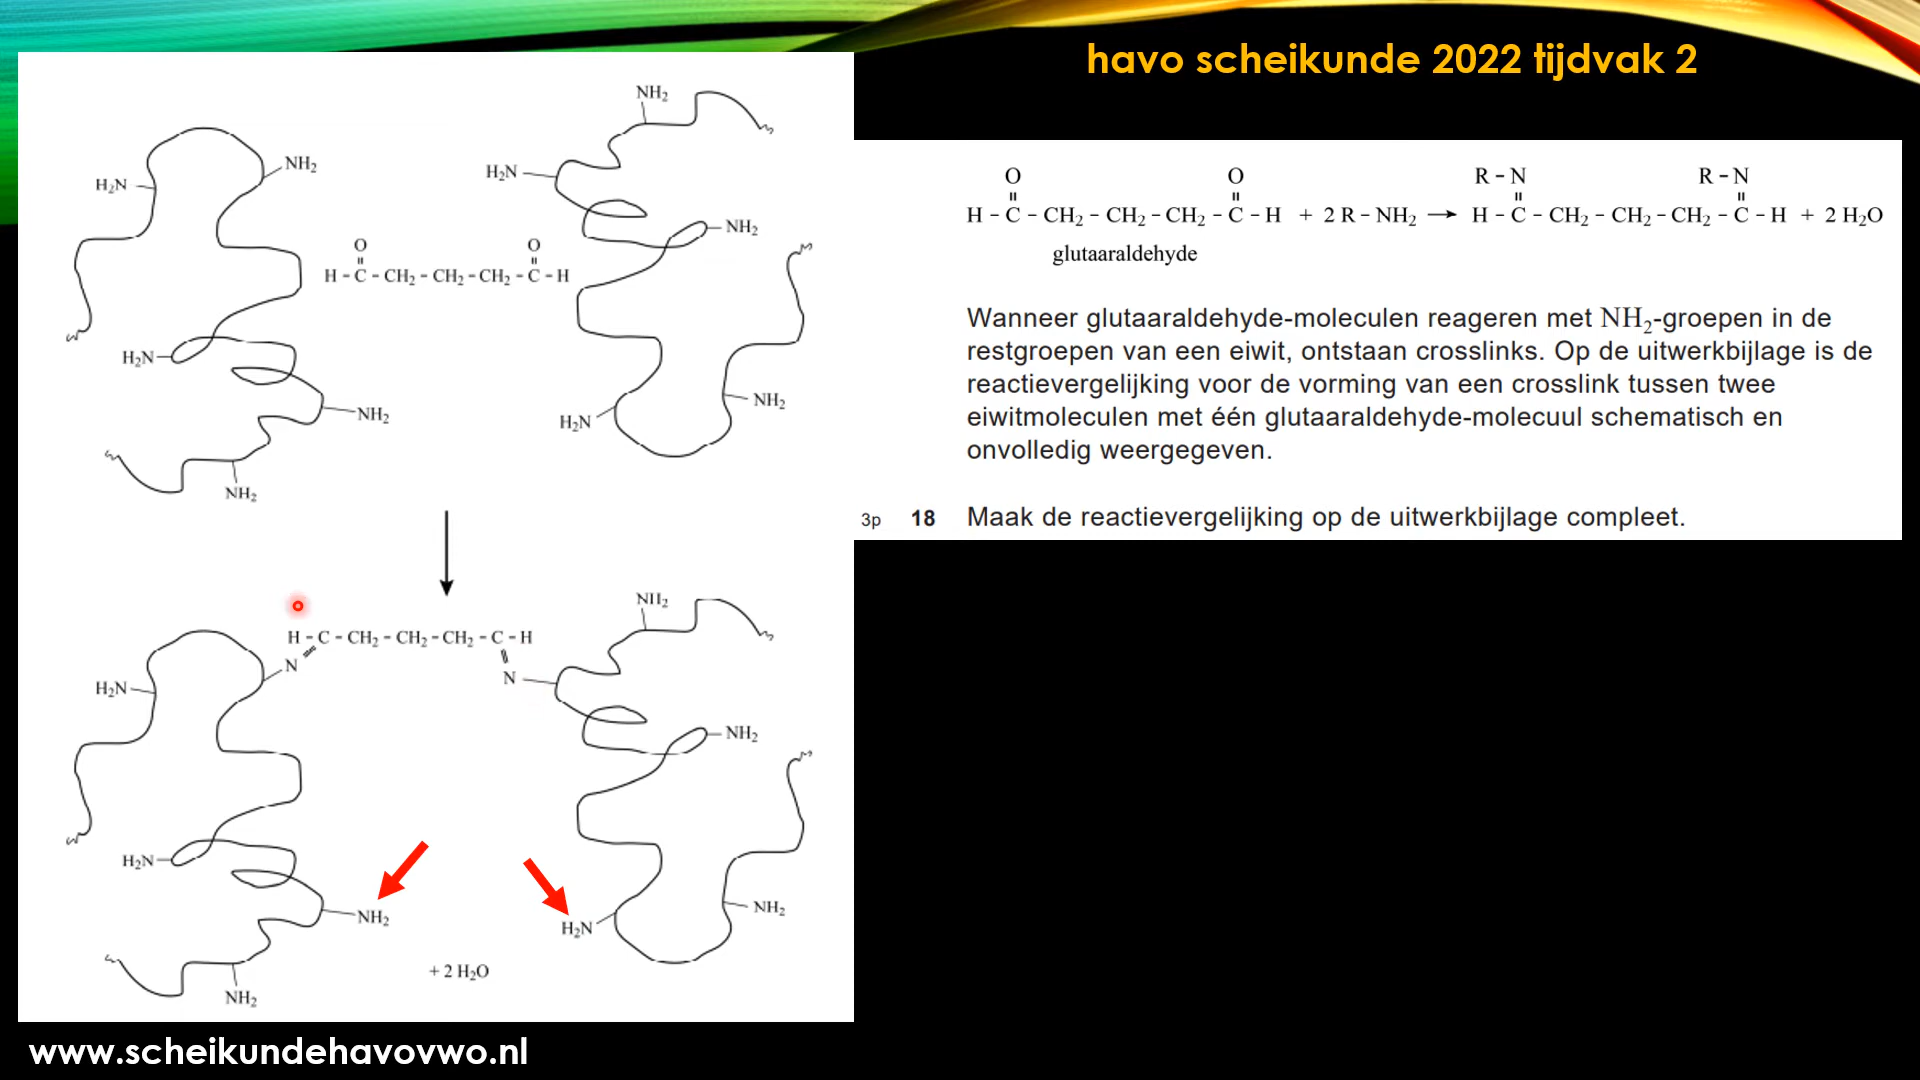 havo scheikunde 2022 tijdvak 2
NH₂
NH₂
H₂N
H₂N
NH₂
O O
H - C - CH₂ - CH₂ - CH₂ - C - H
H₂N
NH₂
NH₂
H₂N
NH₂
NH₂
H - C - CH₂ - CH₂ - CH₂ - C - H
N
N
H₂N
NH₂
H₂N
NH₂
H₂N
NH₂
NH₂
H₂N
+ 2 H₂O
NH₂
O O R - N R - N
H - C - CH₂ - CH₂ - CH₂ - C - H + 2 R - NH₂ → H - C - CH₂ - CH₂ - CH₂ - C - H + 2 H₂O
glutaaraldehyde
Wanneer glutaaraldehyde-moleculen reageren met NH₂-groepen in de
restgroepen van een eiwit, ontstaan crosslinks. Op de uitwerkbijlage is de
reactievergelijking voor de vorming van een crosslink tussen twee
eiwitmoleculen met één glutaaraldehyde-molecuul schematisch en
onvolledig weergegeven.
3p 18 Maak de reactievergelijking op de uitwerkbijlage compleet.
www.scheikundehavovwo.nl